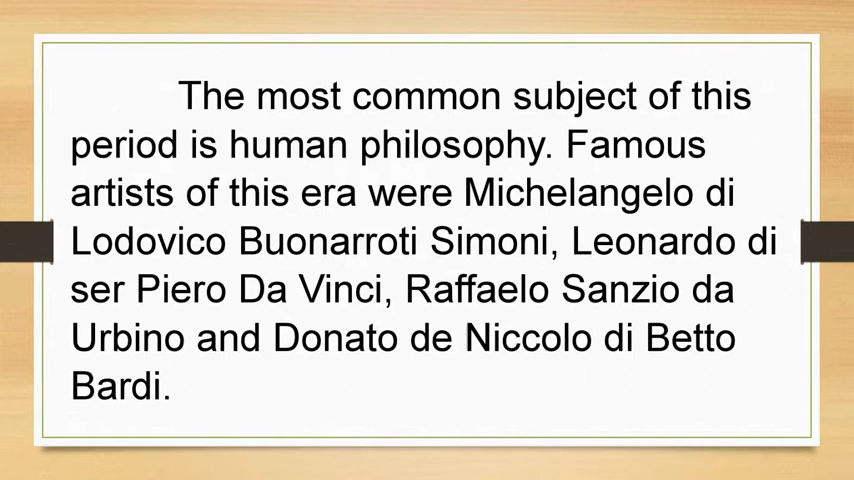 The most common subject of this
period is human philosophy. Famous
artists of this era were Michelangelo di
Lodovico Buonarroti Simoni, Leonardo di
ser Piero Da Vinci, Raffaelo Sanzio da
Urbino and Donato de Niccolo di Betto
Bardi.